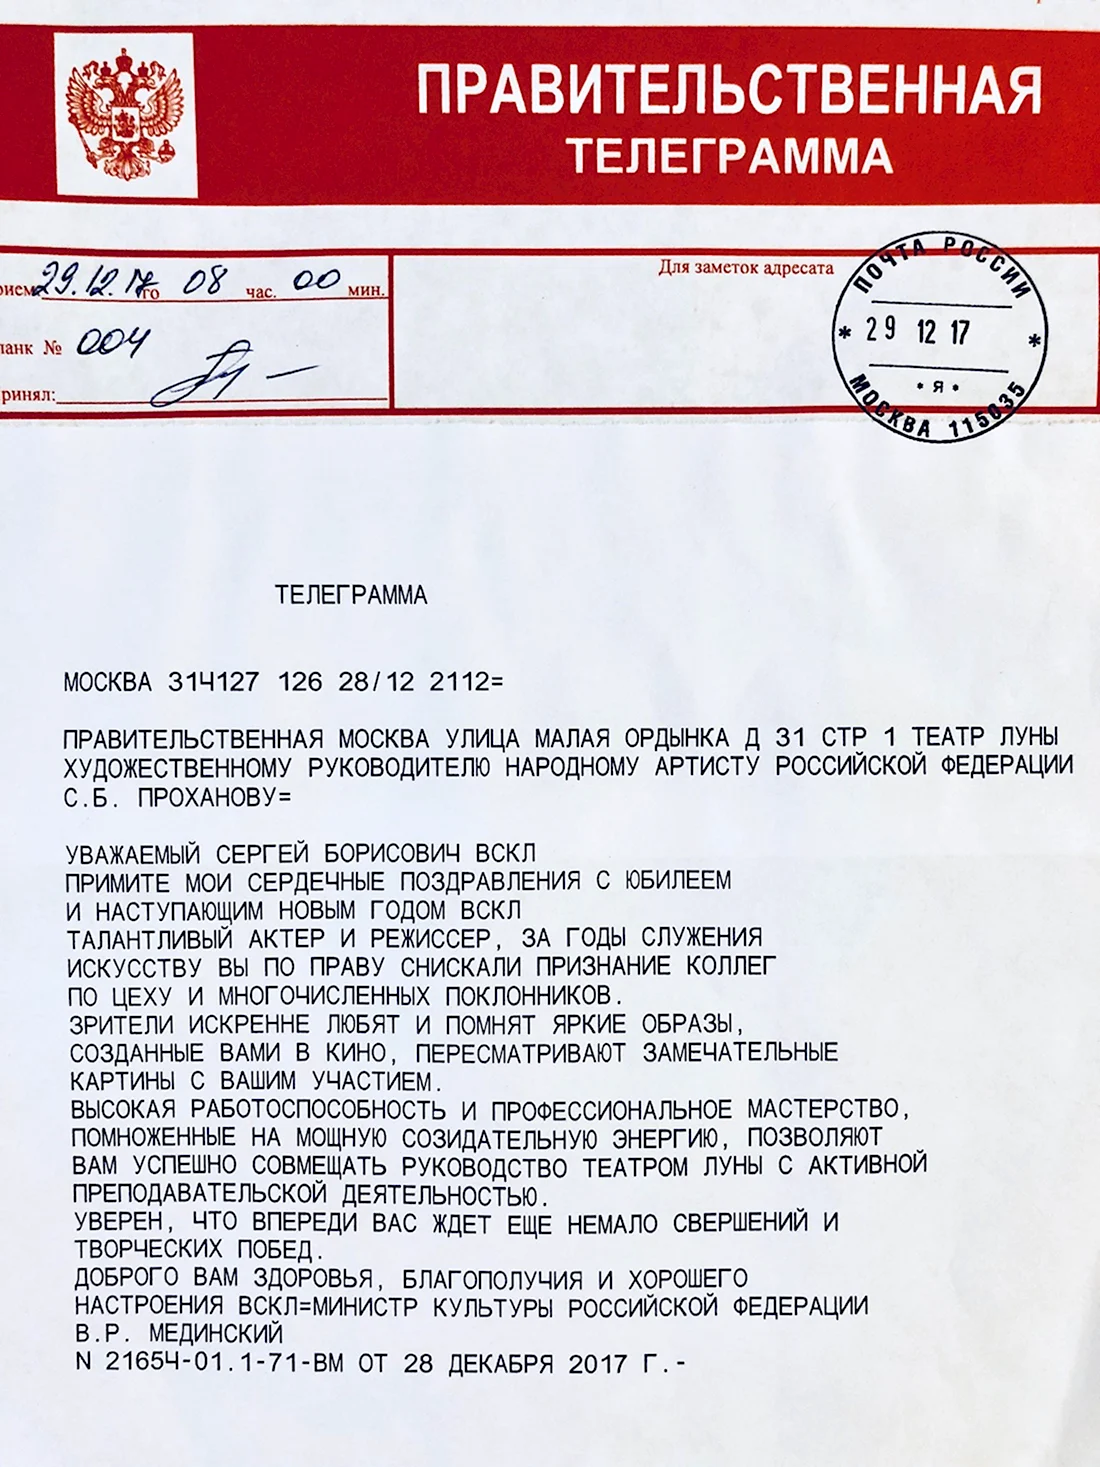 ПРАВИТЕЛЬСТВЕННАЯ
ТЕЛЕГРАММА
рием 29.12.17го 08 час. 00 мин.
ланк № 004
ринял:
Для заметок адресата
ПОЧТА РОССИИ
* 29 12 17 *
• Я •
МОСКВА 115035
ТЕЛЕГРАММА
МОСКВА 31Ч127 126 28/12 2112=
ПРАВИТЕЛЬСТВЕННАЯ МОСКВА УЛИЦА МАЛАЯ ОРДЫНКА Д 31 СТР 1 ТЕАТР ЛУНЫ
ХУДОЖЕСТВЕННОМУ РУКОВОДИТЕЛЮ НАРОДНОМУ АРТИСТУ РОССИЙСКОЙ ФЕДЕРАЦИИ
С.Б. ПРОХАНОВУ=
УВАЖАЕМЫЙ СЕРГЕЙ БОРИСОВИЧ ВСКЛ
ПРИМИТЕ МОИ СЕРДЕЧНЫЕ ПОЗДРАВЛЕНИЯ С ЮБИЛЕЕМ
И НАСТУПАЮЩИМ НОВЫМ ГОДОМ ВСКЛ
ТАЛАНТЛИВЫЙ АКТЕР И РЕЖИССЕР, ЗА ГОДЫ СЛУЖЕНИЯ
ИСКУССТВУ ВЫ ПО ПРАВУ СНИСКАЛИ ПРИЗНАНИЕ КОЛЛЕГ
ПО ЦЕХУ И МНОГОЧИСЛЕННЫХ ПОКЛОННИКОВ.
ЗРИТЕЛИ ИСКРЕННЕ ЛЮБЯТ И ПОМНЯТ ЯРКИЕ ОБРАЗЫ,
СОЗДАННЫЕ ВАМИ В КИНО, ПЕРЕСМАТРИВАЮТ ЗАМЕЧАТЕЛЬНЫЕ
КАРТИНЫ С ВАШИМ УЧАСТИЕМ.
ВЫСОКАЯ РАБОТОСПОСОБНОСТЬ И ПРОФЕССИОНАЛЬНОЕ МАСТЕРСТВО,
ПОМНОЖЕННЫЕ НА МОЩНУЮ СОЗИДАТЕЛЬНУЮ ЭНЕРГИЮ, ПОЗВОЛЯЮТ
ВАМ УСПЕШНО СОВМЕЩАТЬ РУКОВОДСТВО ТЕАТРОМ ЛУНЫ С АКТИВНОЙ
ПРЕПОДАВАТЕЛЬСКОЙ ДЕЯТЕЛЬНОСТЬЮ.
УВЕРЕН, ЧТО ВПЕРЕДИ ВАС ЖДЕТ ЕЩЕ НЕМАЛО СВЕРШЕНИЙ И
ТВОРЧЕСКИХ ПОБЕД.
ДОБРОГО ВАМ ЗДОРОВЬЯ, БЛАГОПОЛУЧИЯ И ХОРОШЕГО
НАСТРОЕНИЯ ВСКЛ=МИНИСТР КУЛЬТУРЫ РОССИЙСКОЙ ФЕДЕРАЦИИ
В.Р. МЕДИНСКИЙ
N 2165Ч-01.1-71-ВМ ОТ 28 ДЕКАБРЯ 2017 Г.-